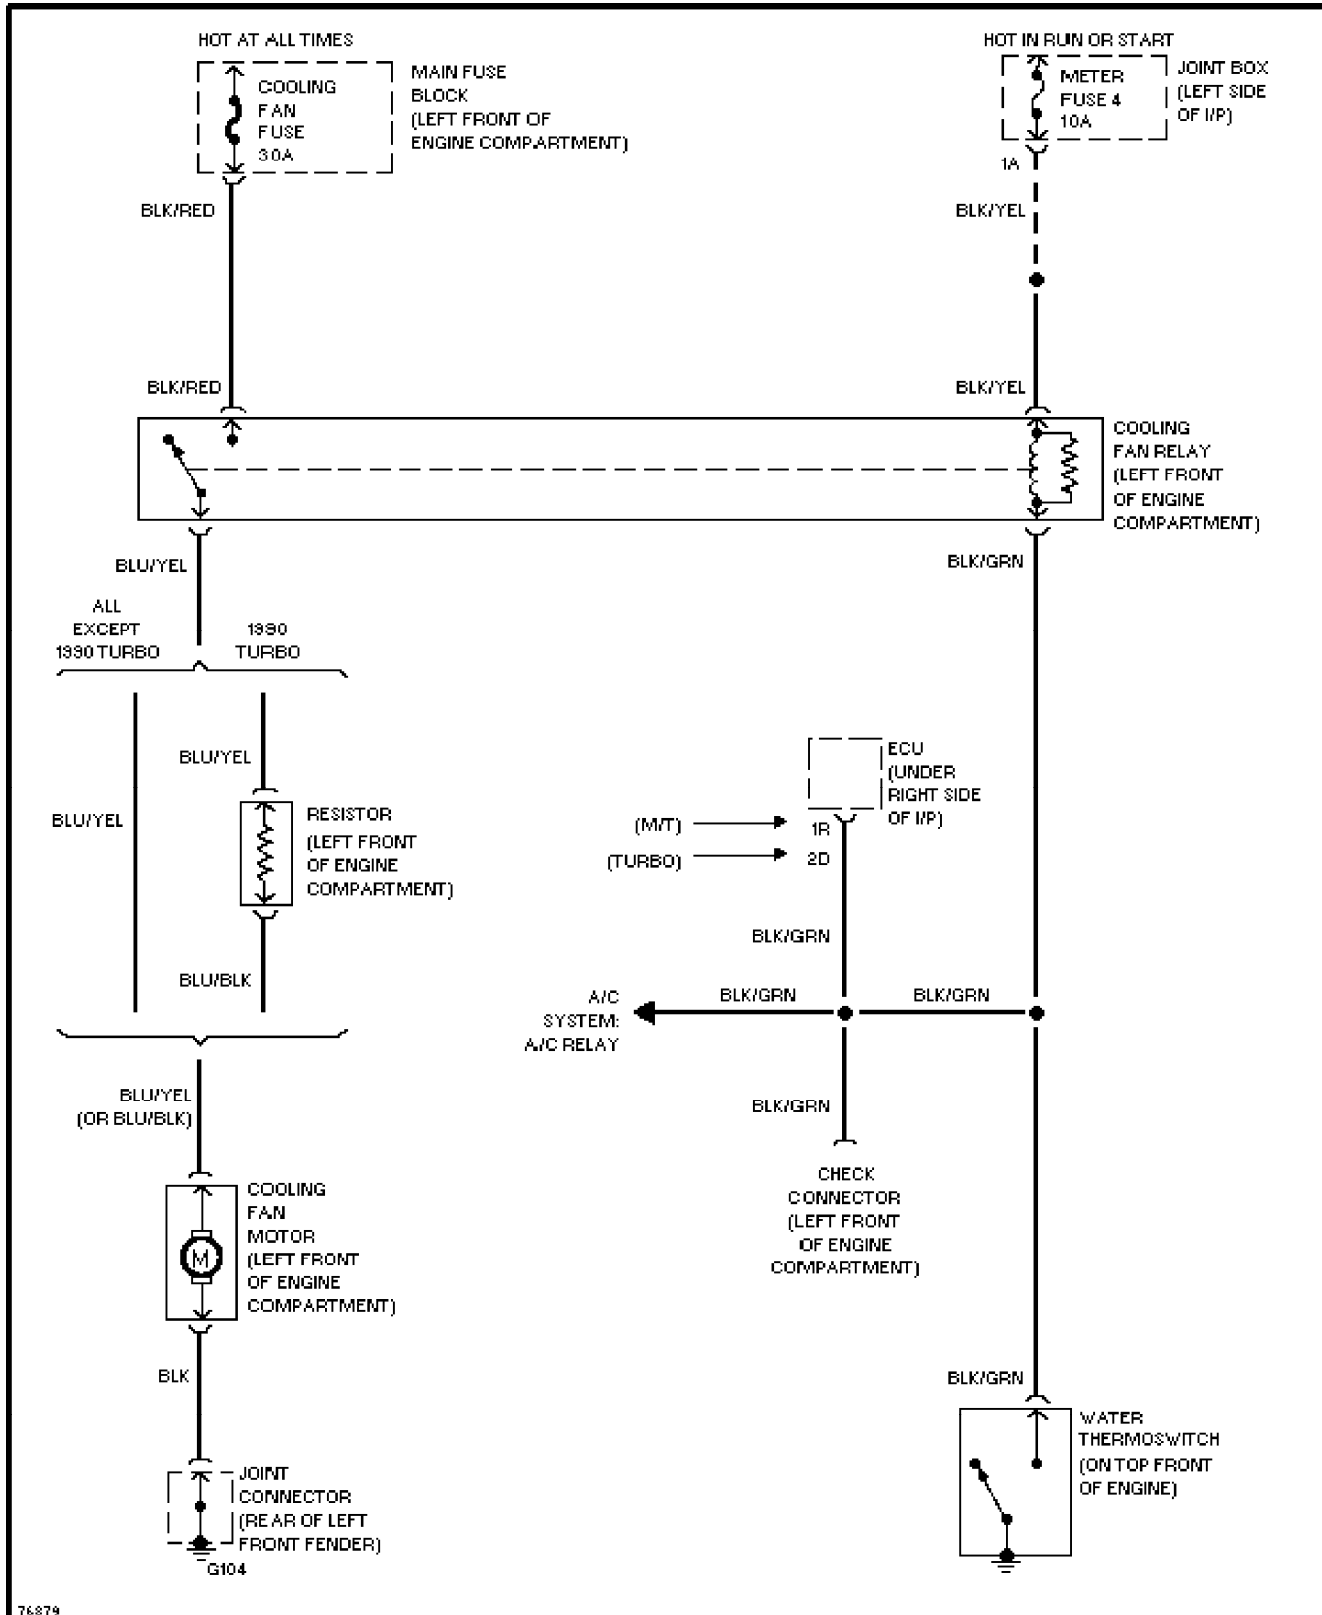 HOT AT ALL TIMES
COOLING
FAN
FUSE
30A
MAIN FUSE
BLOCK
(LEFT FRONT OF
ENGINE COMPARTMENT)
HOT IN RUN OR START
METER
FUSE 4
10A
JOINT BOX
(LEFT SIDE
OF I/P)
1A
BLK/RED
BLK/YEL
BLK/RED
BLK/YEL
COOLING
FAN RELAY
(LEFT FRONT
OF ENGINE
COMPARTMENT)
BLU/YEL
BLK/GRN
ALL
EXCEPT
1990 TURBO
1990
TURBO
BLU/YEL
BLU/YEL
RESISTOR
(LEFT FRONT
OF ENGINE
COMPARTMENT)
BLU/BLK
ECU
(UNDER
RIGHT SIDE
OF I/P)
(M/T)
1R
(TURBO)
2D
BLK/GRN
A/C
SYSTEM:
A/C RELAY
BLK/GRN
BLK/GRN
BLK/GRN
CHECK
CONNECTOR
(LEFT FRONT
OF ENGINE
COMPARTMENT)
BLU/YEL
(OR BLU/BLK)
COOLING
FAN
MOTOR
(LEFT FRONT
OF ENGINE
COMPARTMENT)
M
BLK
BLK/GRN
WATER
THERMOSWITCH
(ON TOP FRONT
OF ENGINE)
JOINT
CONNECTOR
(REAR OF LEFT
FRONT FENDER)
G104
76879